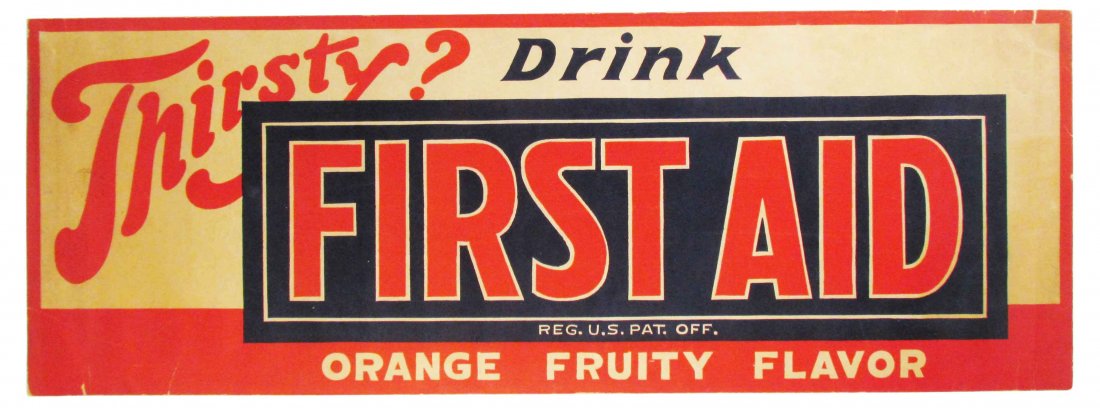 Thirsty? Drink
FIRST AID
REG. U.S. PAT. OFF.
ORANGE FRUITY FLAVOR